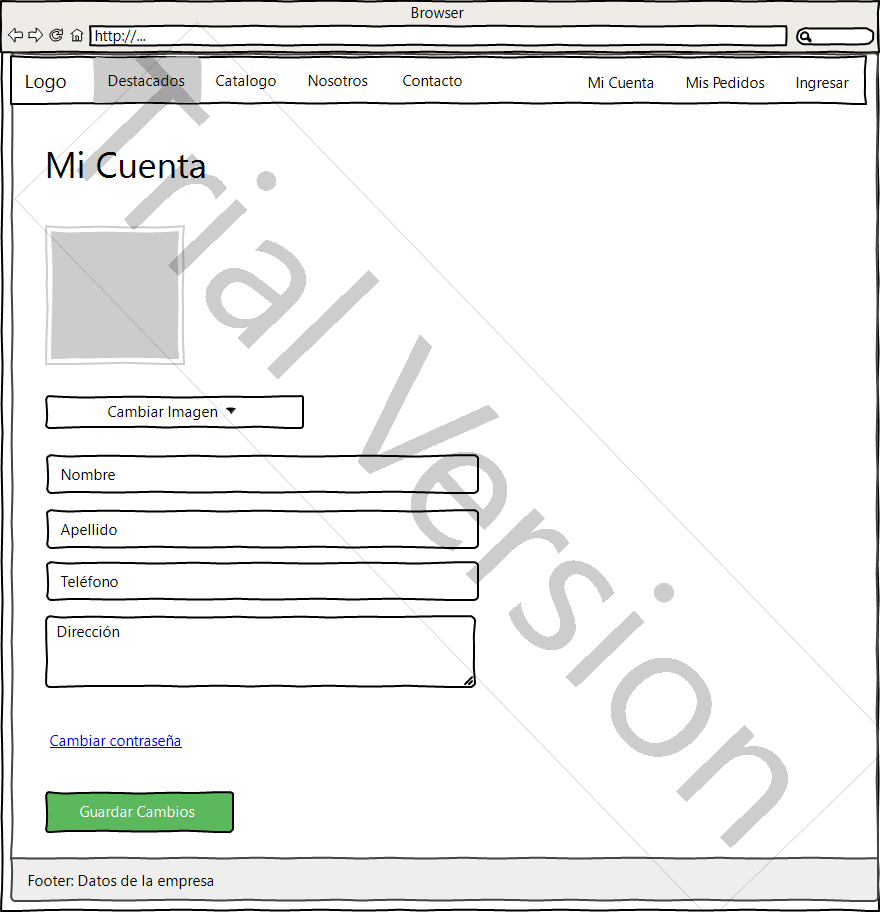 Browser
http://...
Logo Destacados Catalogo Nosotros Contacto Mi Cuenta Mis Pedidos Ingresar
Mi Cuenta
Cambiar Imagen
Nombre
Apellido
Teléfono
Dirección
Cambiar contraseña
Guardar Cambios
Footer: Datos de la empresa
Trial Version